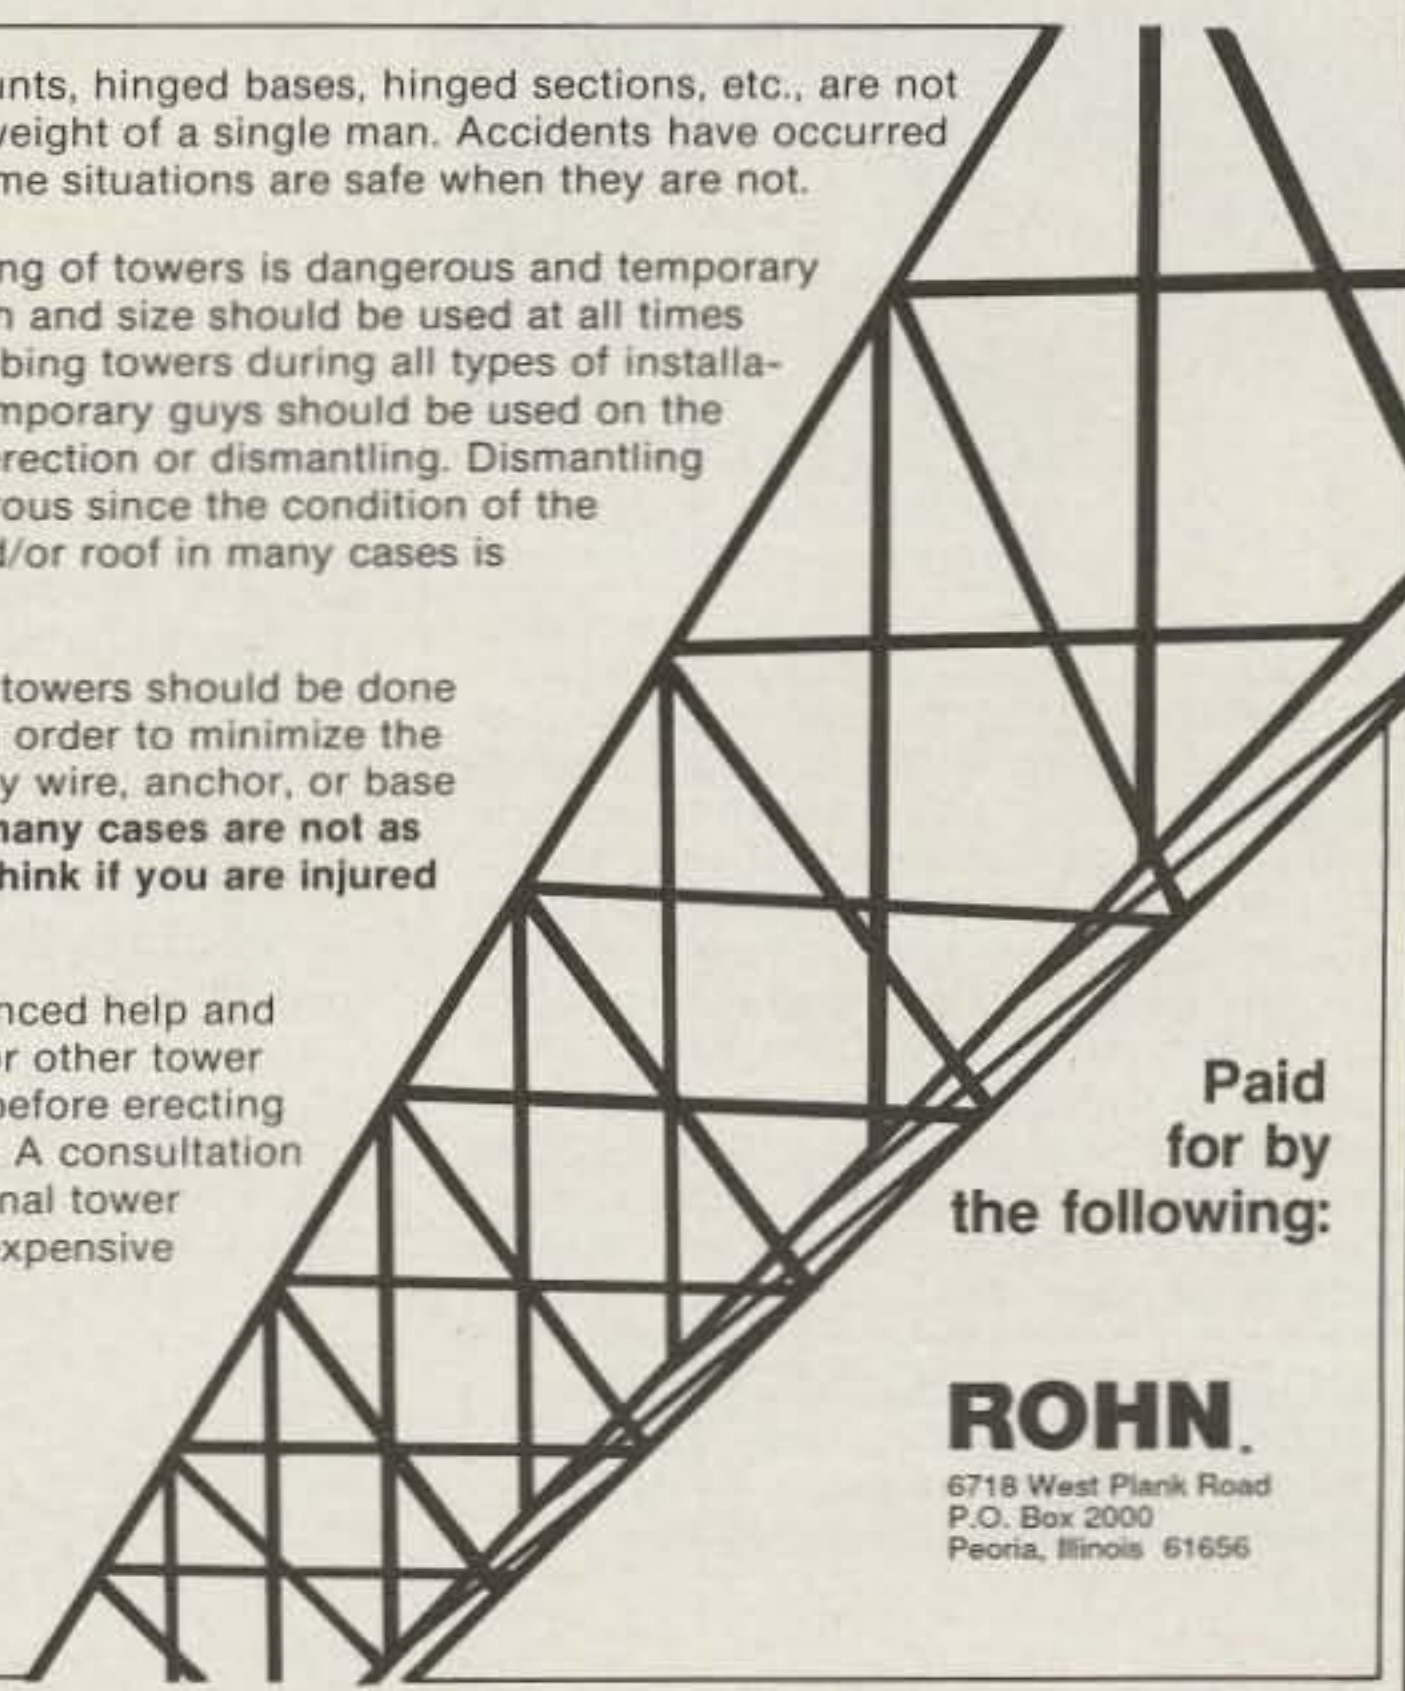 unts, hinged bases, hinged sections, etc., are not
veight of a single man. Accidents have occurred
me situations are safe when they are not.
ng of towers is dangerous and temporary
h and size should be used at all times
bing towers during all types of installa-
mporary guys should be used on the
erection or dismantling. Dismantling
rous since the condition of the
d/or roof in many cases is
towers should be done
order to minimize the
y wire, anchor, or base
many cases are not as
hink if you are injured
nced help and
or other tower
before erecting
A consultation
nal tower
xpensive
Paid
for by
the following:
ROHN.
6718 West Plank Road
P.O. Box 2000
Peoria, Illinois 61656